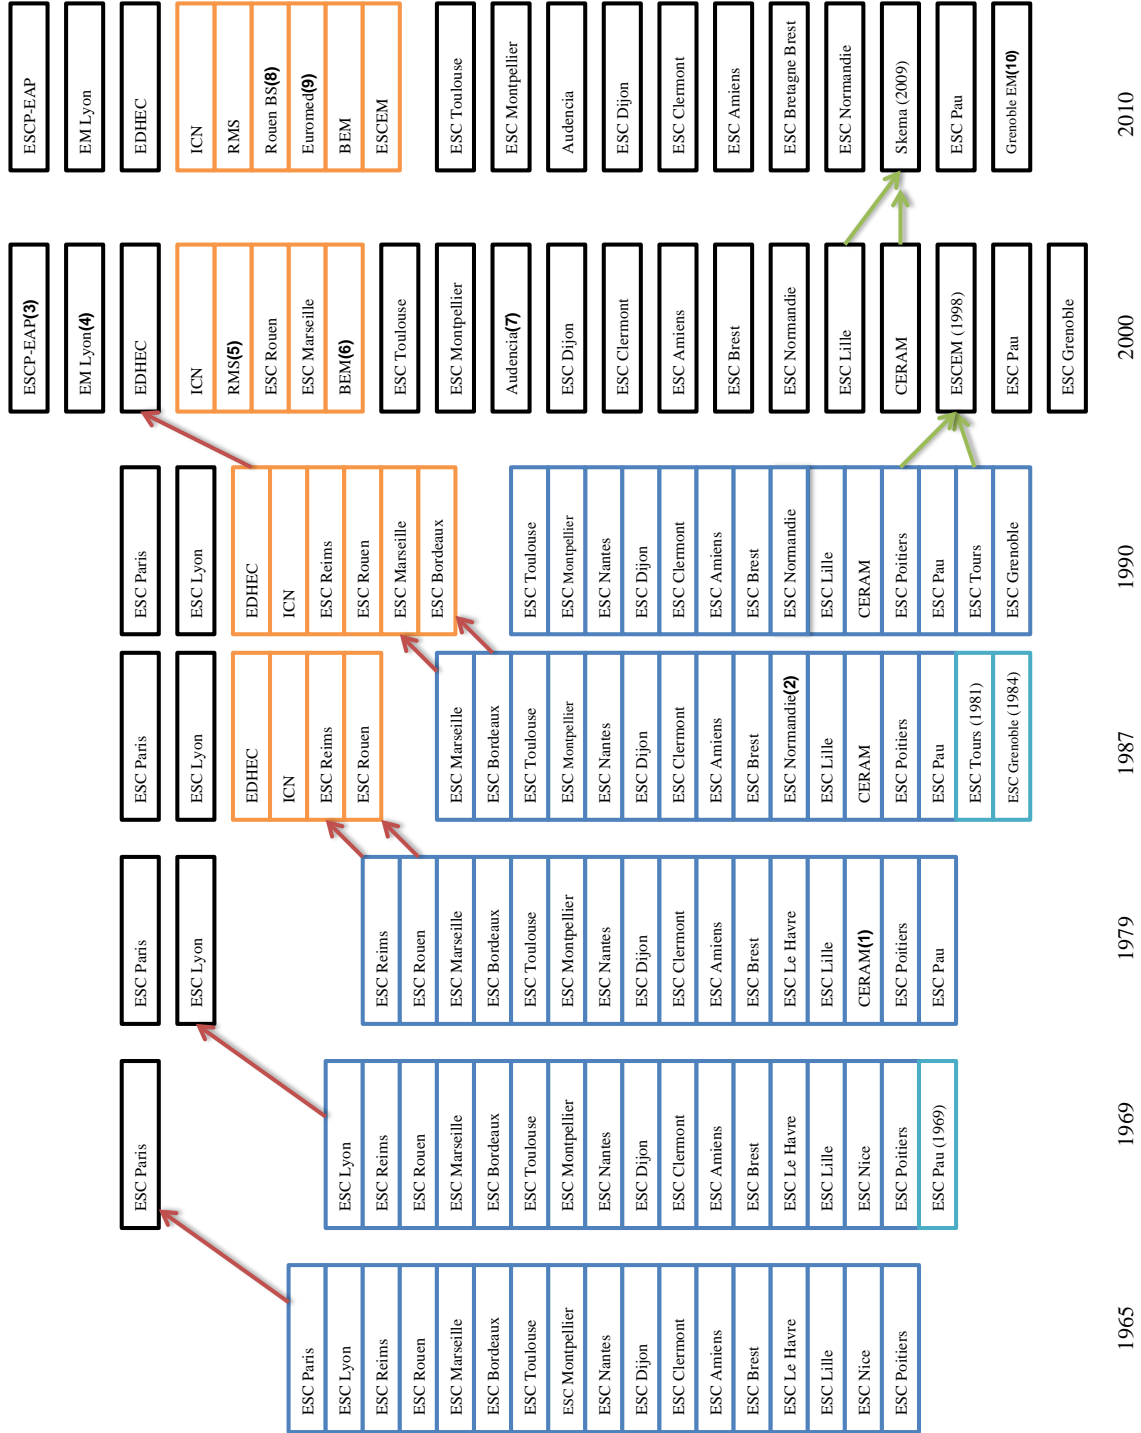 ESC Paris
ESC Lyon
ESC Reims
ESC Rouen
ESC Marseille
ESC Bordeaux
ESC Toulouse
ESC Montpellier
ESC Nantes
ESC Dijon
ESC Clermont
ESC Amiens
ESC Brest
ESC Le Havre
ESC Lille
ESC Nice
ESC Poitiers
1965
ESC Paris
ESC Lyon
ESC Reims
ESC Rouen
ESC Marseille
ESC Bordeaux
ESC Toulouse
ESC Montpellier
ESC Nantes
ESC Dijon
ESC Clermont
ESC Amiens
ESC Brest
ESC Le Havre
ESC Lille
ESC Nice
ESC Poitiers
ESC Pau (1969)
1969
ESC Paris
ESC Lyon
ESC Reims
ESC Rouen
ESC Marseille
ESC Bordeaux
ESC Toulouse
ESC Montpellier
ESC Nantes
ESC Dijon
ESC Clermont
ESC Amiens
ESC Brest
ESC Le Havre
ESC Lille
CERAM(1)
ESC Poitiers
ESC Pau
1979
ESC Paris
ESC Lyon
EDHEC
ICN
ESC Reims
ESC Rouen
ESC Marseille
ESC Bordeaux
ESC Toulouse
ESC Montpellier
ESC Nantes
ESC Dijon
ESC Clermont
ESC Amiens
ESC Brest
ESC Normandie(2)
ESC Lille
CERAM
ESC Poitiers
ESC Pau
ESC Tours (1981)
ESC Grenoble (1984)
1987
ESC Paris
ESC Lyon
EDHEC
ICN
ESC Reims
ESC Rouen
ESC Marseille
ESC Bordeaux
ESC Toulouse
ESC Montpellier
ESC Nantes
ESC Dijon
ESC Clermont
ESC Amiens
ESC Brest
ESC Normandie
ESC Lille
CERAM
ESC Poitiers
ESC Pau
ESC Tours
ESC Grenoble
1990
ESCP-EAP(3)
EM Lyon(4)
EDHEC
ICN
RMS(5)
ESC Rouen
ESC Marseille
BEM(6)
ESC Toulouse
ESC Montpellier
Audencia(7)
ESC Dijon
ESC Clermont
ESC Amiens
ESC Brest
ESC Normandie
ESC Lille
CERAM
ESCEM (1998)
ESC Pau
ESC Grenoble
2000
ESCP-EAP
EM Lyon
EDHEC
ICN
RMS
Rouen BS(8)
Euromed(9)
BEM
ESCEM
ESC Toulouse
ESC Montpellier
Audencia
ESC Dijon
ESC Clermont
ESC Amiens
ESC Bretagne Brest
ESC Normandie
Skema (2009)
ESC Pau
Grenoble EM(10)
2010